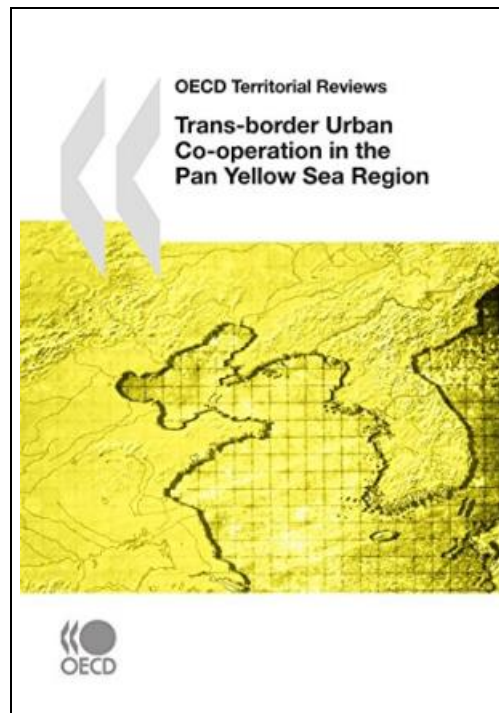 OECD Territorial Reviews
Trans-border Urban
Co-operation in the
Pan Yellow Sea Region
OECD